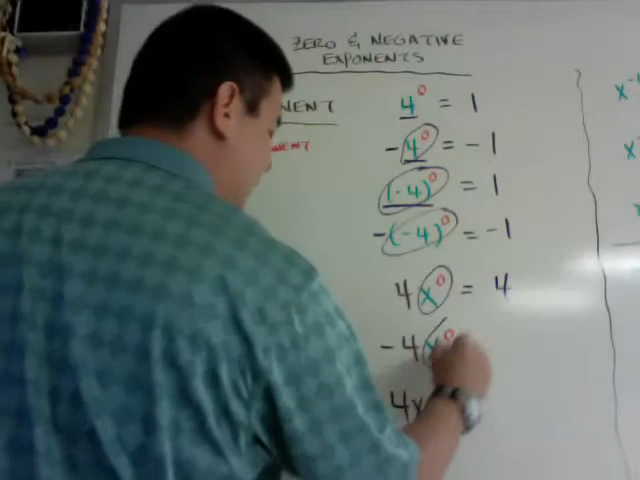 ZERO & NEGATIVE
EXPONENTS
4⁰ = 1
- 4⁰ = - 1
(-4)⁰ = 1
-(-4)⁰ = -1
4x⁰ = 4
-4x⁰
4x
x⁻
x